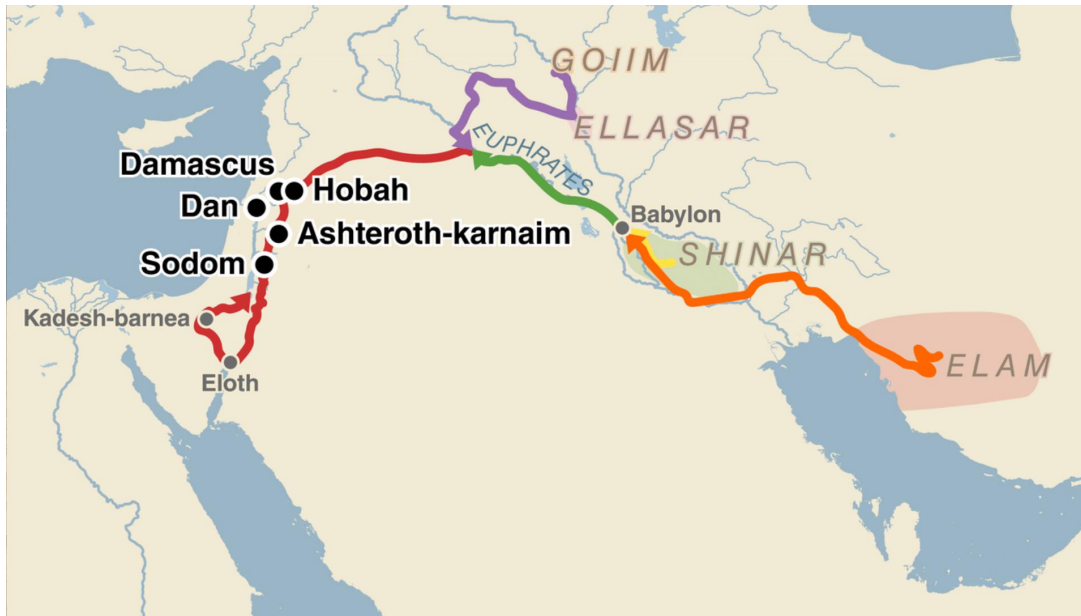 GOIIM
ELLASAR
EUPHRATES
Damascus
Hobah
Dan
Ashteroth-karnaim
Babylon
SHINAR
Sodom
Kadesh-barnea
Eloth
ELAM